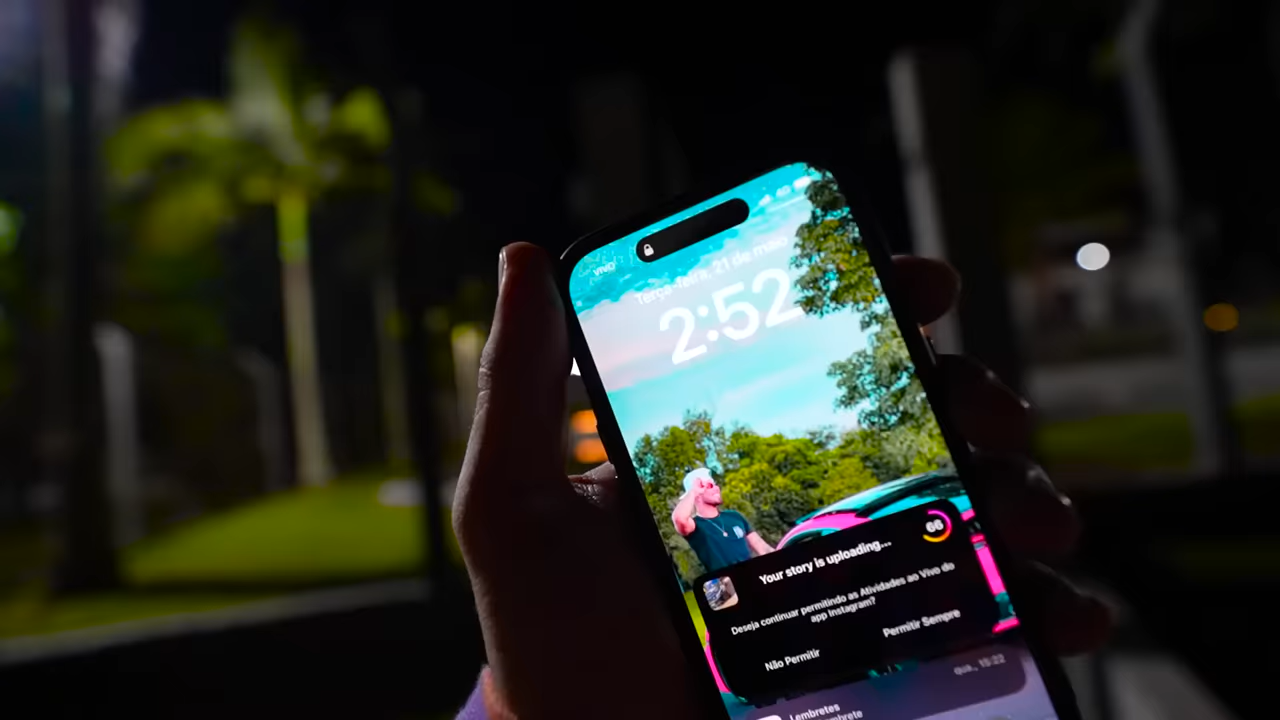 vivo
4G
Terça-feira, 21 de maio
2:52
Your story is uploading...
66
Deseja continuar permitindo as Atividades ao Vivo do
app Instagram?
Permitir Sempre
Não Permitir
qua., 15:22
Lembretes